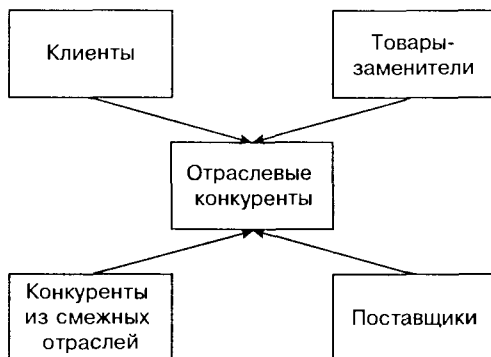 Клиенты
Товары-
заменители
Отраслевые
конкуренты
Конкуренты
из смежных
отраслей
Поставщики